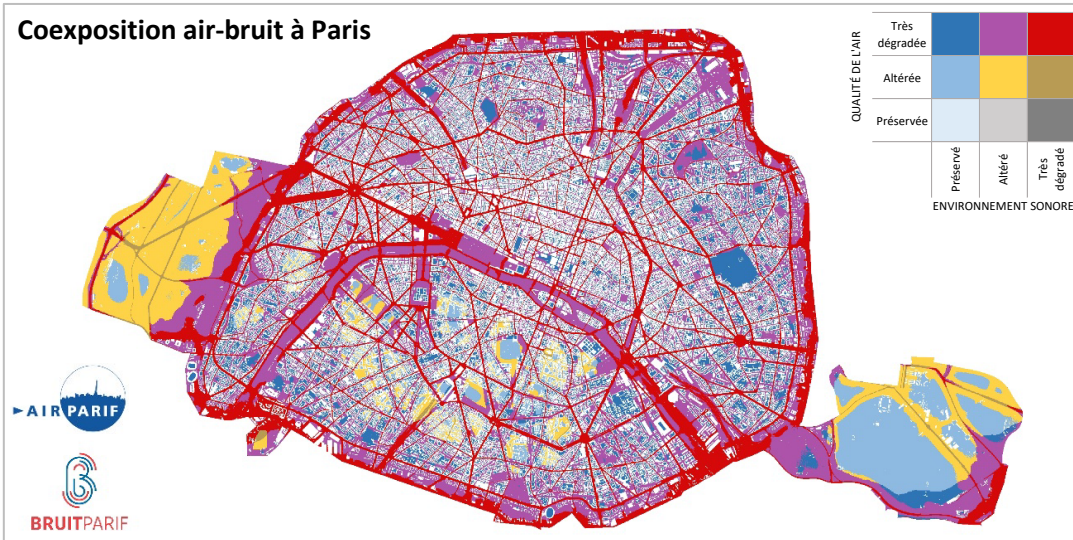 Coexposition air-bruit à Paris
QUALITÉ DE L'AIR
Très
dégradée
Altérée
Préservée
Préservé
Altéré
Très
dégradé
ENVIRONNEMENT SONORE
AIRPARIF
BRUITPARIF